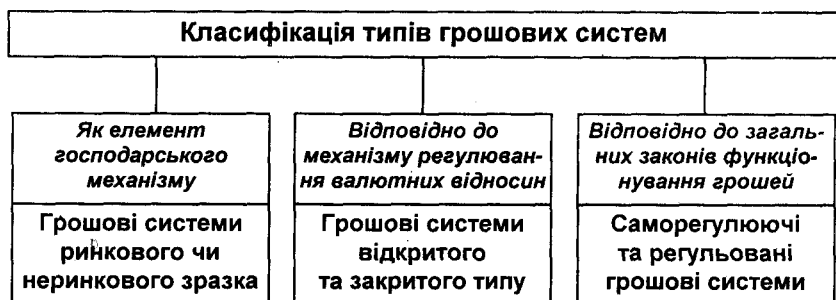 Класифікація типів грошових систем
Як елемент
господарського
механізму
Грошові системи
ринкового чи
неринкового зразка
Відповідно до
механізму регулюван-
ня валютних відносин
Грошові системи
відкритого
та закритого типу
Відповідно до загаль-
них законів функціо-
нування грошей
Саморегулюючі
та регульовані
грошові системи